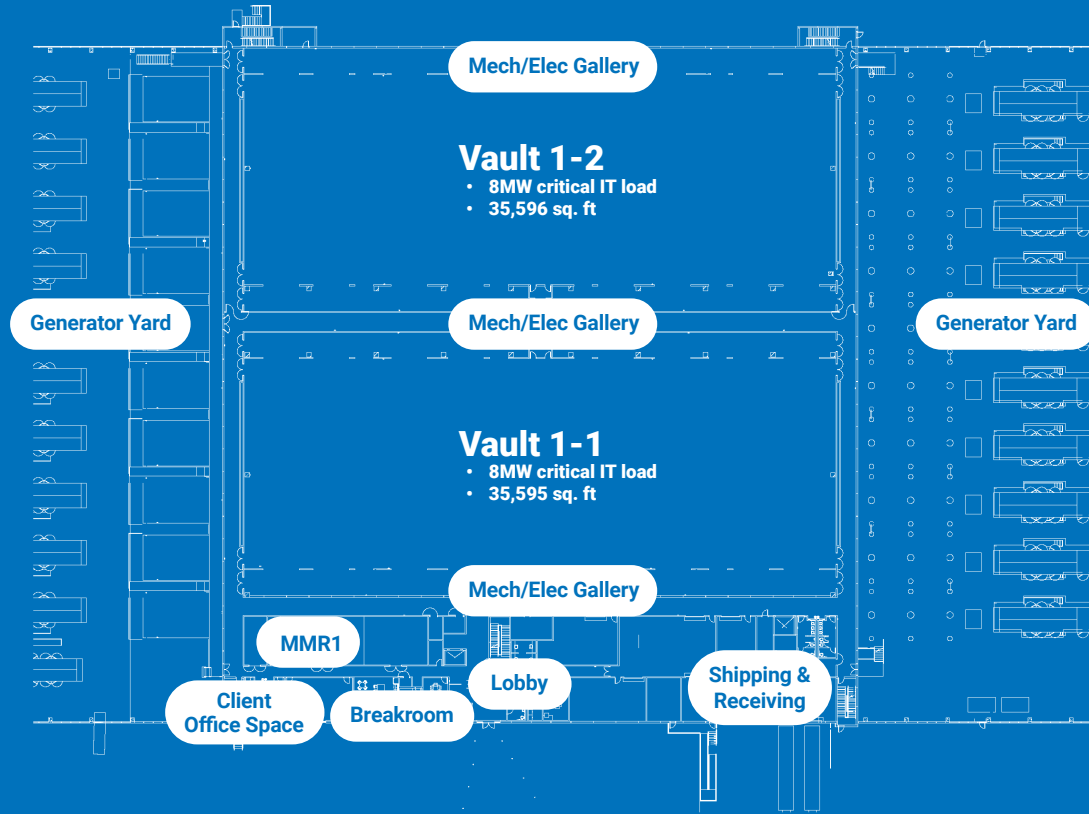 Mech/Elec Gallery
Vault 1-2
• 8MW critical IT load
• 35,596 sq. ft
Generator Yard
Mech/Elec Gallery
Generator Yard
Vault 1-1
• 8MW critical IT load
• 35,595 sq. ft
Mech/Elec Gallery
MMR1
Lobby
Shipping &
Receiving
Client
Office Space
Breakroom